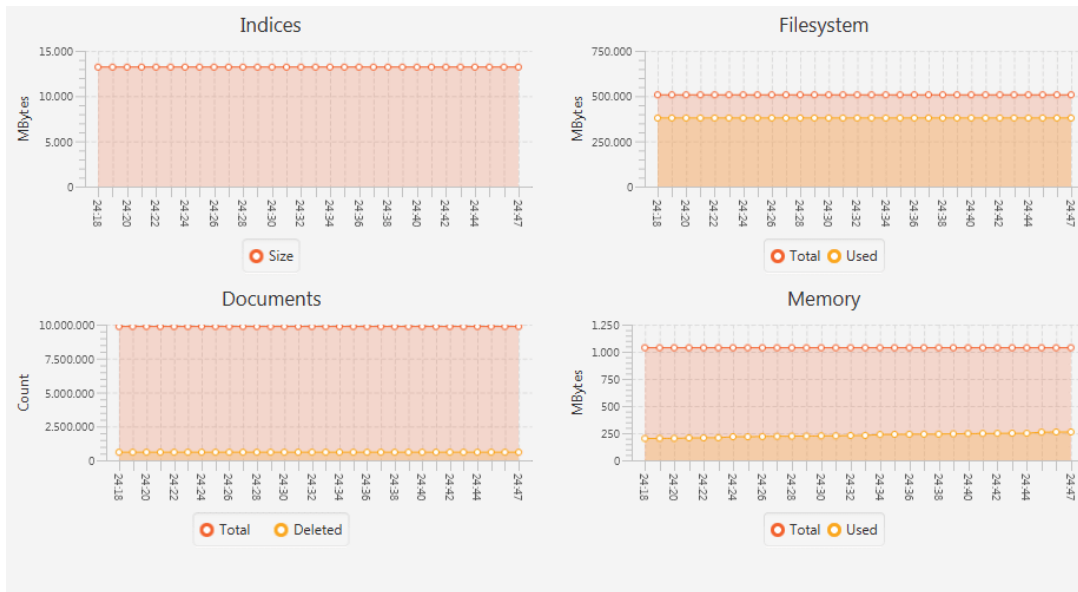 Indices
15.000
10.000
5.000
0
MBytes
24:18 24:20 24:22 24:24 24:26 24:28 24:30 24:32 24:34 24:36 24:38 24:40 24:42 24:44 24:47
Size
Filesystem
750.000
500.000
250.000
0
MBytes
24:18 24:20 24:22 24:24 24:26 24:28 24:30 24:32 24:34 24:36 24:38 24:40 24:42 24:44 24:47
Total Used
Documents
10.000.000
7.500.000
5.000.000
2.500.000
0
Count
24:18 24:20 24:22 24:24 24:26 24:28 24:30 24:32 24:34 24:36 24:38 24:40 24:42 24:44 24:47
Total Deleted
Memory
1.250
1.000
750
500
250
0
MBytes
24:18 24:20 24:22 24:24 24:26 24:28 24:30 24:32 24:34 24:36 24:38 24:40 24:42 24:44 24:47
Total Used